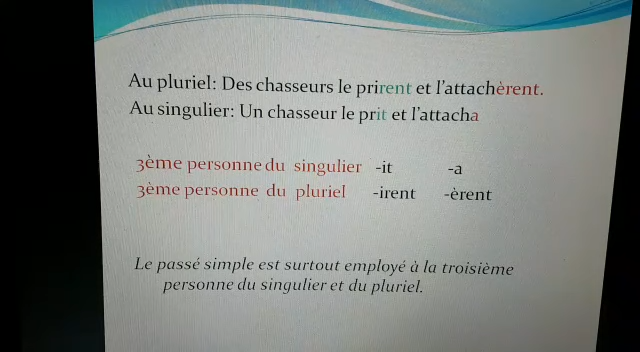 Au pluriel: Des chasseurs le prirent et l'attachèrent.
Au singulier: Un chasseur le prit et l'attacha
3ème personne du singulier -it -a
3ème personne du pluriel -irent -èrent
Le passé simple est surtout employé à la troisième
personne du singulier et du pluriel.